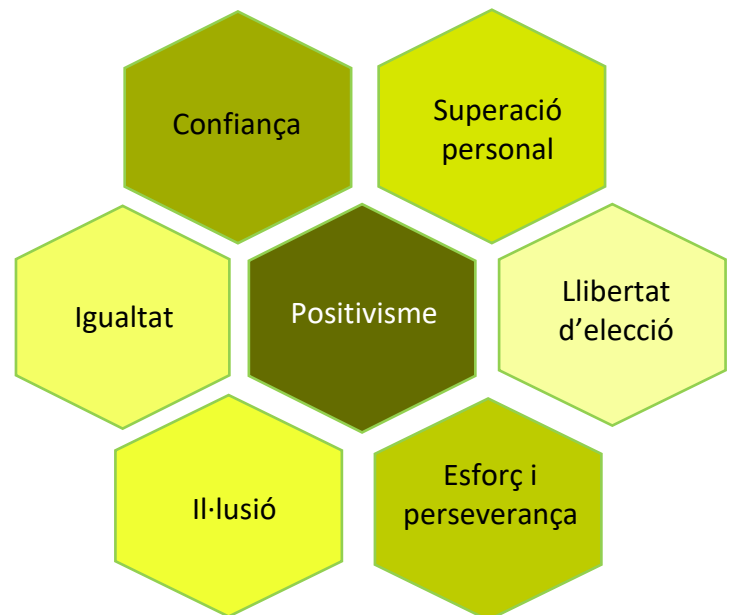 Confiança
Superació
personal
Igualtat
Positivisme
Llibertat
d’elecció
Il·lusió
Esforç i
perseverança